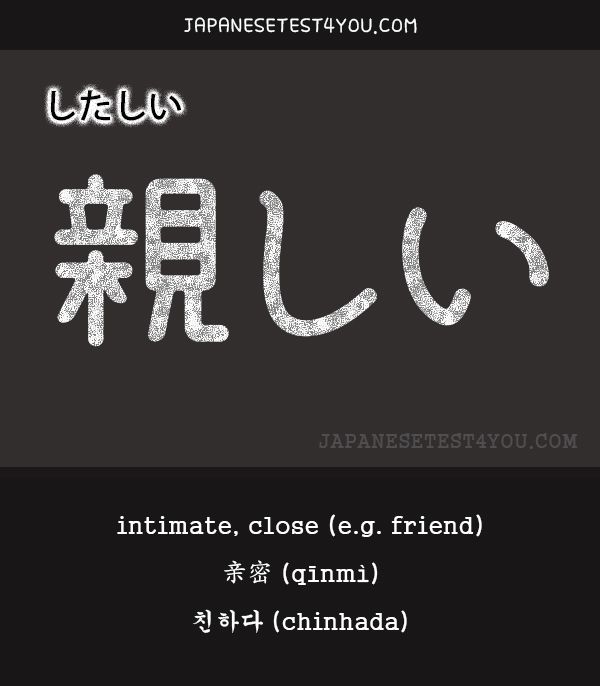 JAPANESETEST4YOU.COM
したしい
親しい
JAPANESETEST4YOU.COM
intimate, close (e.g. friend)
亲密 (qīnmì)
친하다 (chinhada)